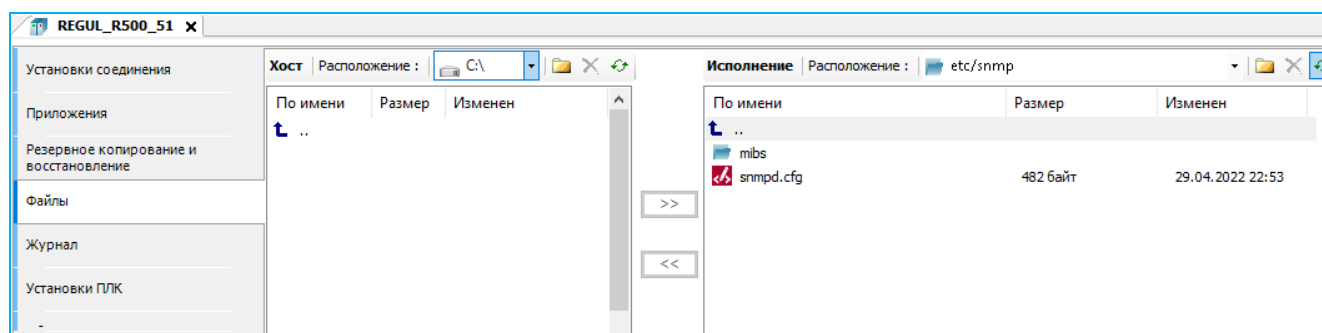 REGUL_R500_51
Установки соединения
Приложения
Резервное копирование и
восстановление
Файлы
Журнал
Установки ПЛК
Хост Расположение : C:\
По имени Размер Изменен
..
>>
<<
Исполнение Расположение : etc/snmp
По имени Размер Изменен
..
mibs
snmpd.cfg 482 байт 29.04.2022 22:53